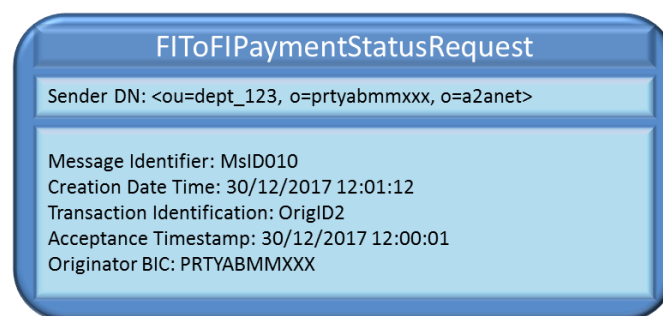 FIToFIPaymentStatusRequest
Sender DN: <ou=dept_123, o=prtyabmmxxx, o=a2anet>
Message Identifier: MsID010
Creation Date Time: 30/12/2017 12:01:12
Transaction Identification: OrigID2
Acceptance Timestamp: 30/12/2017 12:00:01
Originator BIC: PRTYABMMXXX